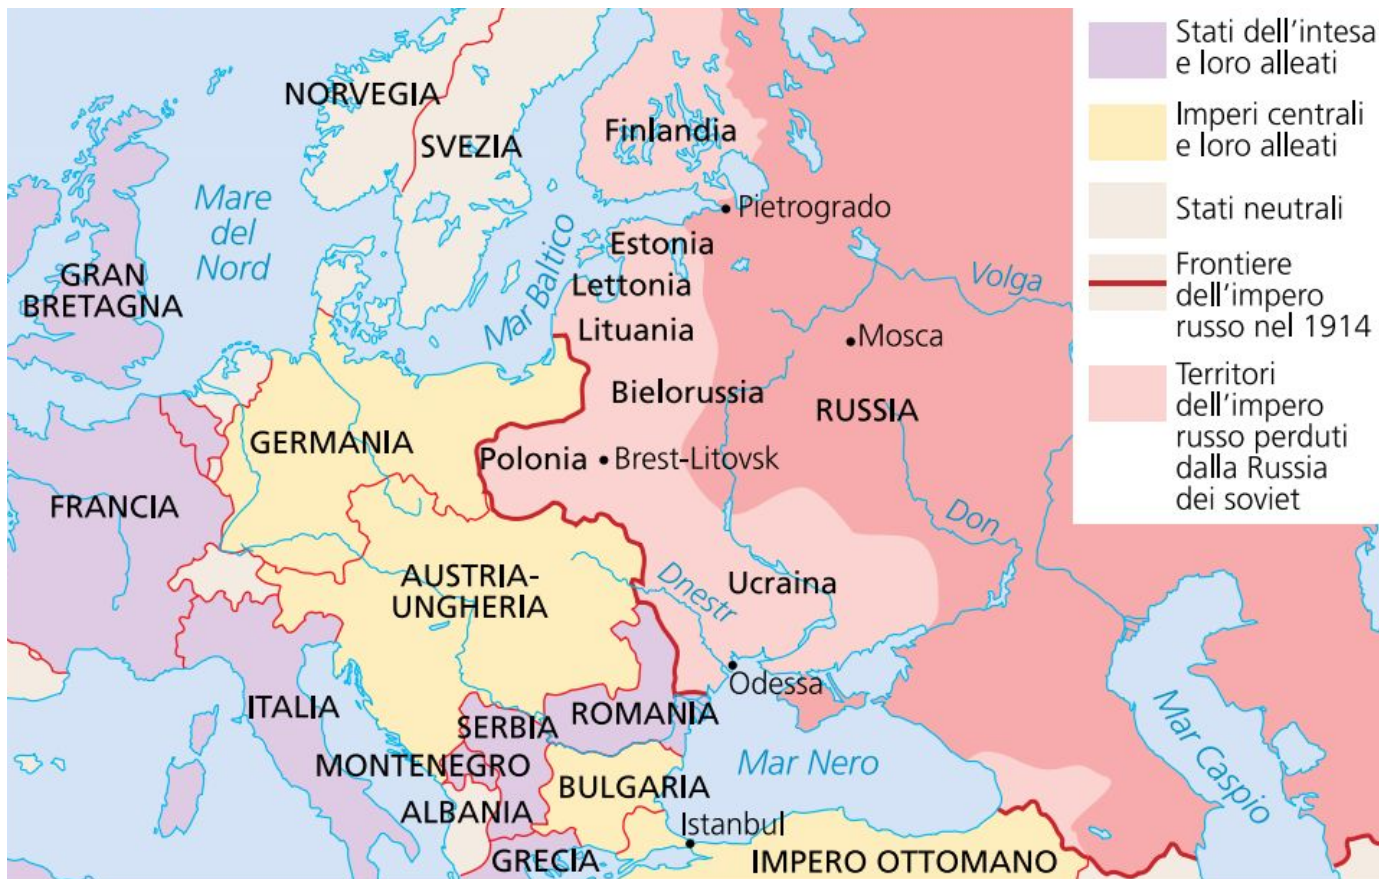 NORVEGIA
SVEZIA
Finlandia
Mare
del
Nord
Mar Baltico
Pietrogrado
Estonia
Lettonia
Lituania
Volga
GRAN
BRETAGNA
Mosca
Bielorussia
RUSSIA
GERMANIA
Polonia
Brest-Litovsk
FRANCIA
Don
AUSTRIA-
UNGHERIA
Dnestr
Ucraina
Odessa
ITALIA
SERBIA
ROMANIA
MONTENEGRO
BULGARIA
Mar Nero
Mar Caspio
ALBANIA
Istanbul
GRECIA
IMPERO OTTOMANO
Stati dell'intesa
e loro alleati
Imperi centrali
e loro alleati
Stati neutrali
Frontiere
dell'impero
russo nel 1914
Territori
dell'impero
russo perduti
dalla Russia
dei soviet